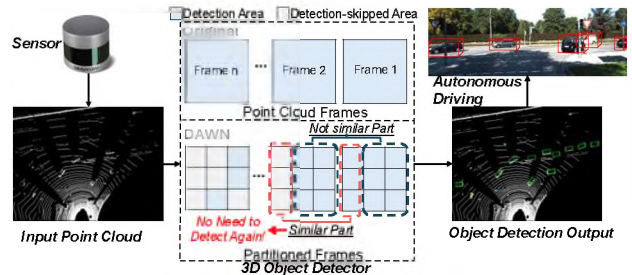 Sensor
Detection Area
Detection-skipped Area
Original
Frame n
...
Frame 2
Frame 1
Point Cloud Frames
Autonomous
Driving
DAWN
Not similar Part
...
No Need to
Detect Again!
Similar Part
Partitioned Frames
3D Object Detector
Input Point Cloud
Object Detection Output